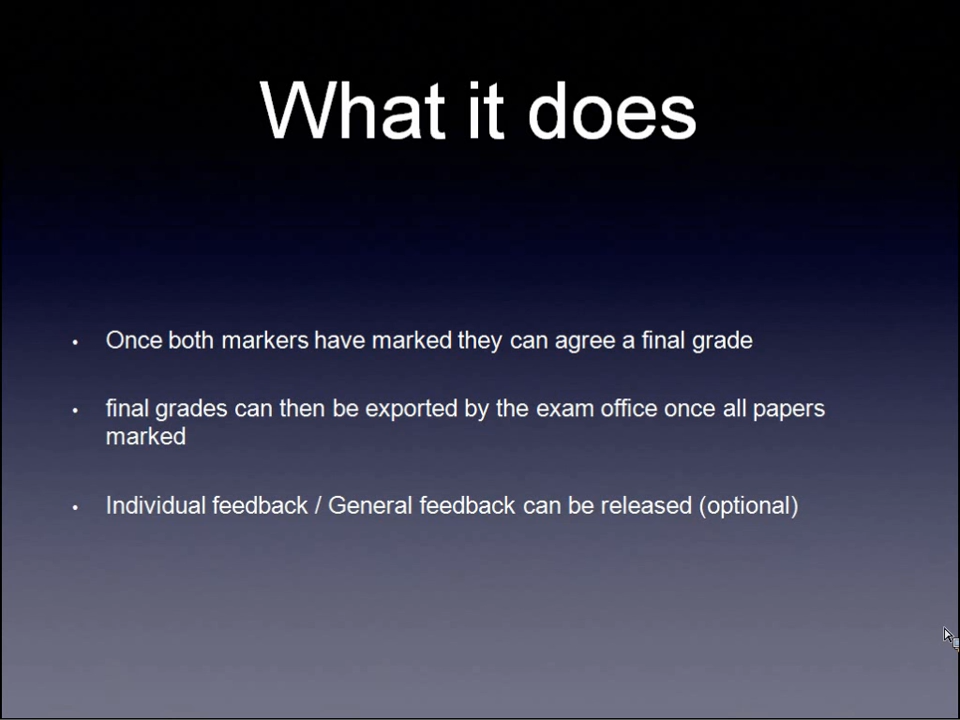 What it does
• Once both markers have marked they can agree a final grade
• final grades can then be exported by the exam office once all papers
marked
• Individual feedback / General feedback can be released (optional)